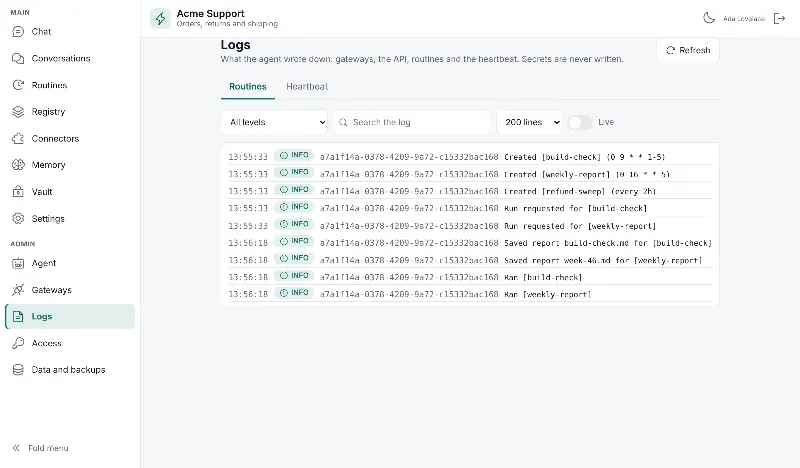 MAIN
Chat
Conversations
Routines
Registry
Connectors
Memory
Vault
Settings
ADMIN
Agent
Gateways
Logs
Access
Data and backups
Fold menu
Acme Support
Orders, returns and shipping
Ada Lovelace
Logs
What the agent wrote down: gateways, the API, routines and the heartbeat. Secrets are never written.
Refresh
Routines Heartbeat
All levels Search the log 200 lines Live
13:55:33 INFO a7a1f14a-0378-4209-9a72-c15332bac168 Created [build-check] (0 9 * * 1-5)
13:55:33 INFO a7a1f14a-0378-4209-9a72-c15332bac168 Created [weekly-report] (0 16 * * 5)
13:55:33 INFO a7a1f14a-0378-4209-9a72-c15332bac168 Created [refund-sweep] (every 2h)
13:55:33 INFO a7a1f14a-0378-4209-9a72-c15332bac168 Run requested for [build-check]
13:55:33 INFO a7a1f14a-0378-4209-9a72-c15332bac168 Run requested for [weekly-report]
13:56:18 INFO a7a1f14a-0378-4209-9a72-c15332bac168 Saved report build-check.md for [build-check]
13:56:18 INFO a7a1f14a-0378-4209-9a72-c15332bac168 Saved report week-46.md for [weekly-report]
13:56:18 INFO a7a1f14a-0378-4209-9a72-c15332bac168 Ran [build-check]
13:56:18 INFO a7a1f14a-0378-4209-9a72-c15332bac168 Ran [weekly-report]